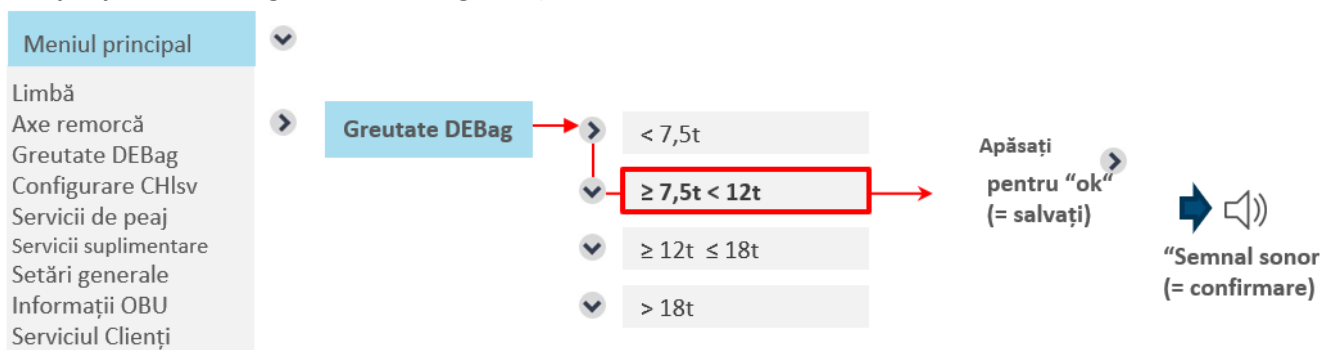 Meniul principal
Limbă
Axe remorcă
Greutate DEBag
Configurare CHlsv
Servicii de peaj
Servicii suplimentare
Setări generale
Informații OBU
Serviciul Clienți
Greutate DEBag
< 7,5t
≥ 7,5t < 12t
≥ 12t ≤ 18t
> 18t
Apăsați
pentru “ok“
(= salvați)
“Semnal sonor
(= confirmare)